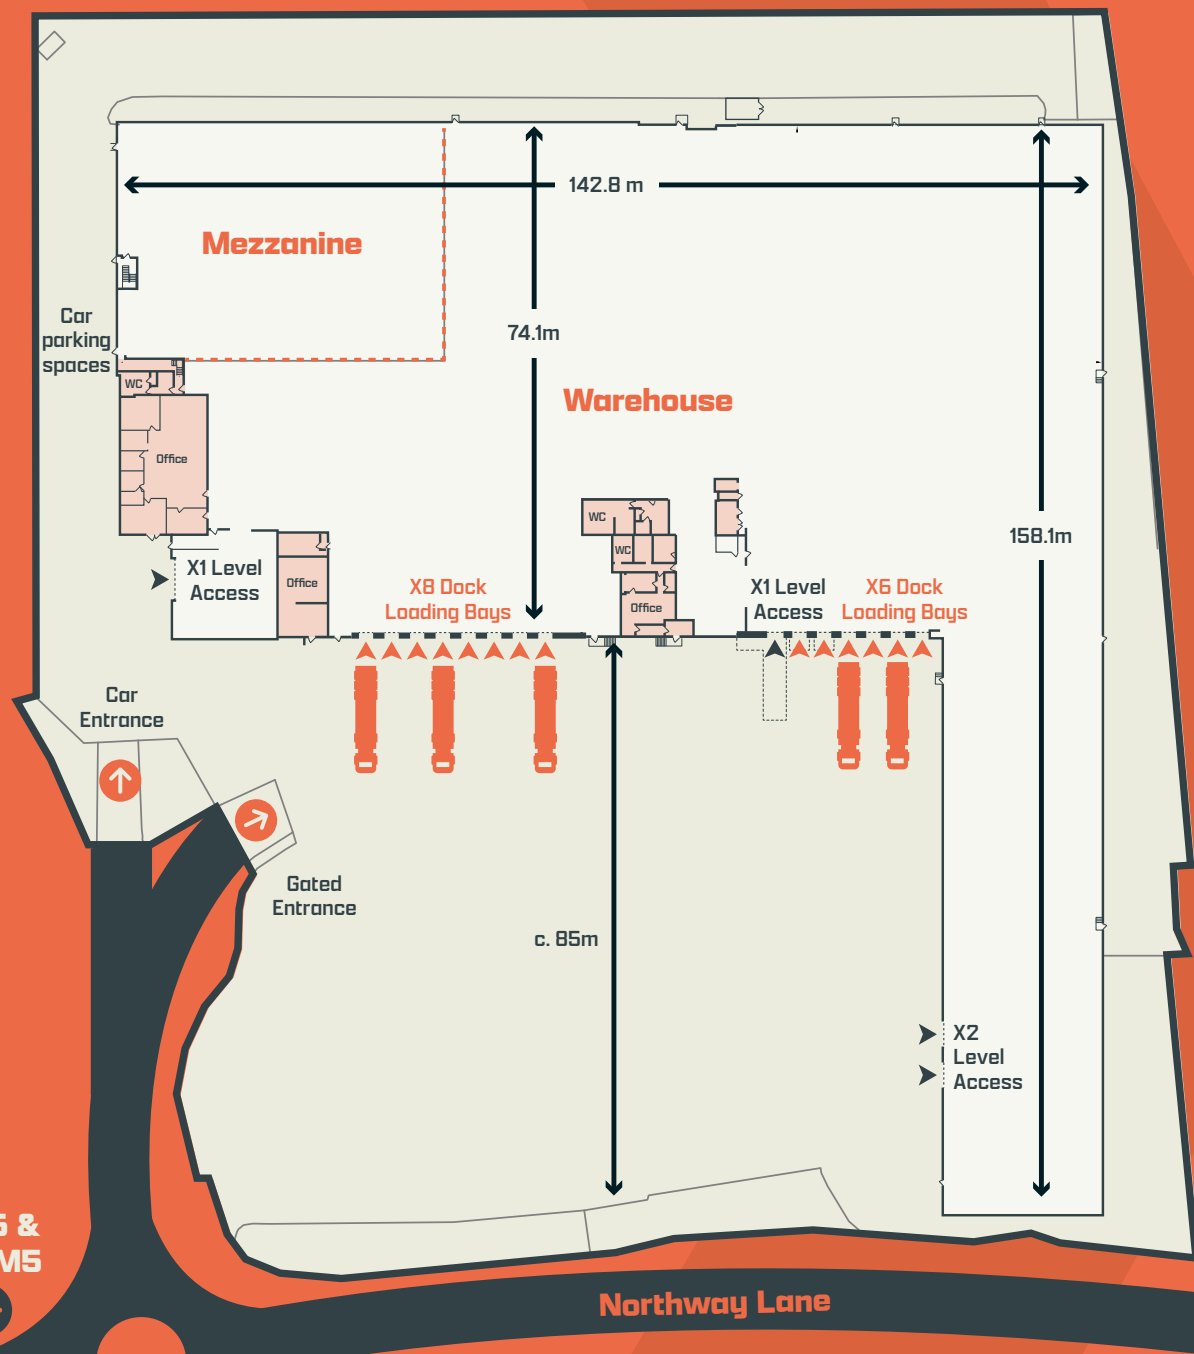 142.8 m
Mezzanine
Car
parking
spaces
74.1m
WC
Warehouse
Office
WC
158.1m
WC
X1 Level
Access
Office
X8 Dock
Loading Bays
Office
X1 Level
Access
X6 Dock
Loading Bays
Car
Entrance
Gated
Entrance
c. 85m
X2
Level
Access
&
M5
Northway Lane